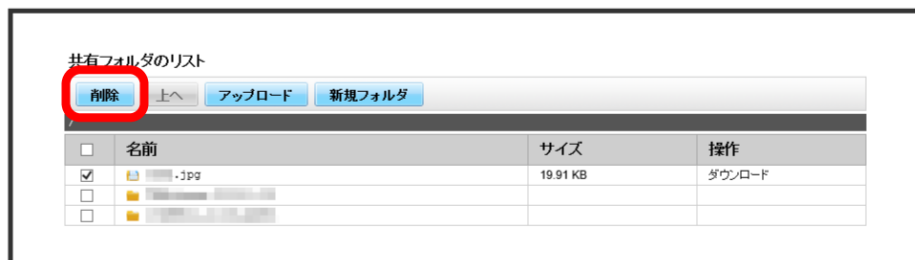 共有フォルダのリスト
削除 上へ アップロード 新規フォルダ
/
名前 サイズ 操作
.jpg 19.91 KB ダウンロード